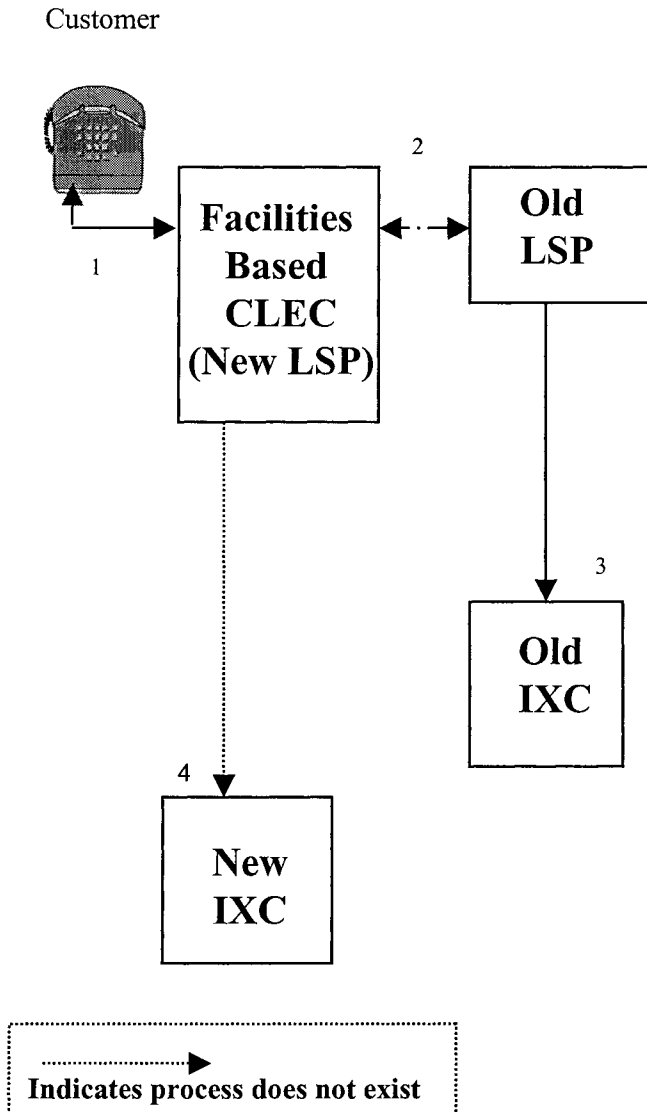 Customer
1
Facilities
Based
CLEC
(New LSP)
2
Old
LSP
3
Old
IXC
4
New
IXC
Indicates process does not exist